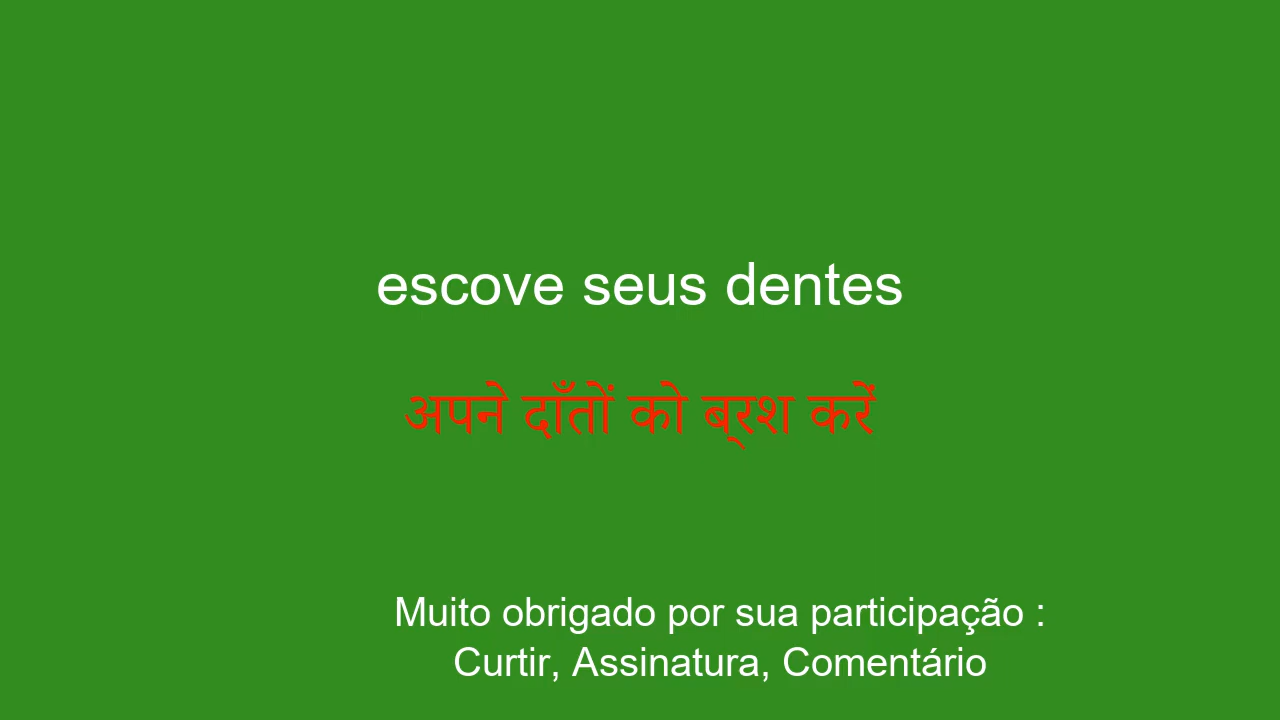 escove seus dentes
अपने दाँतों को ब्रश करें
Muito obrigado por sua participação :
Curtir, Assinatura, Comentário